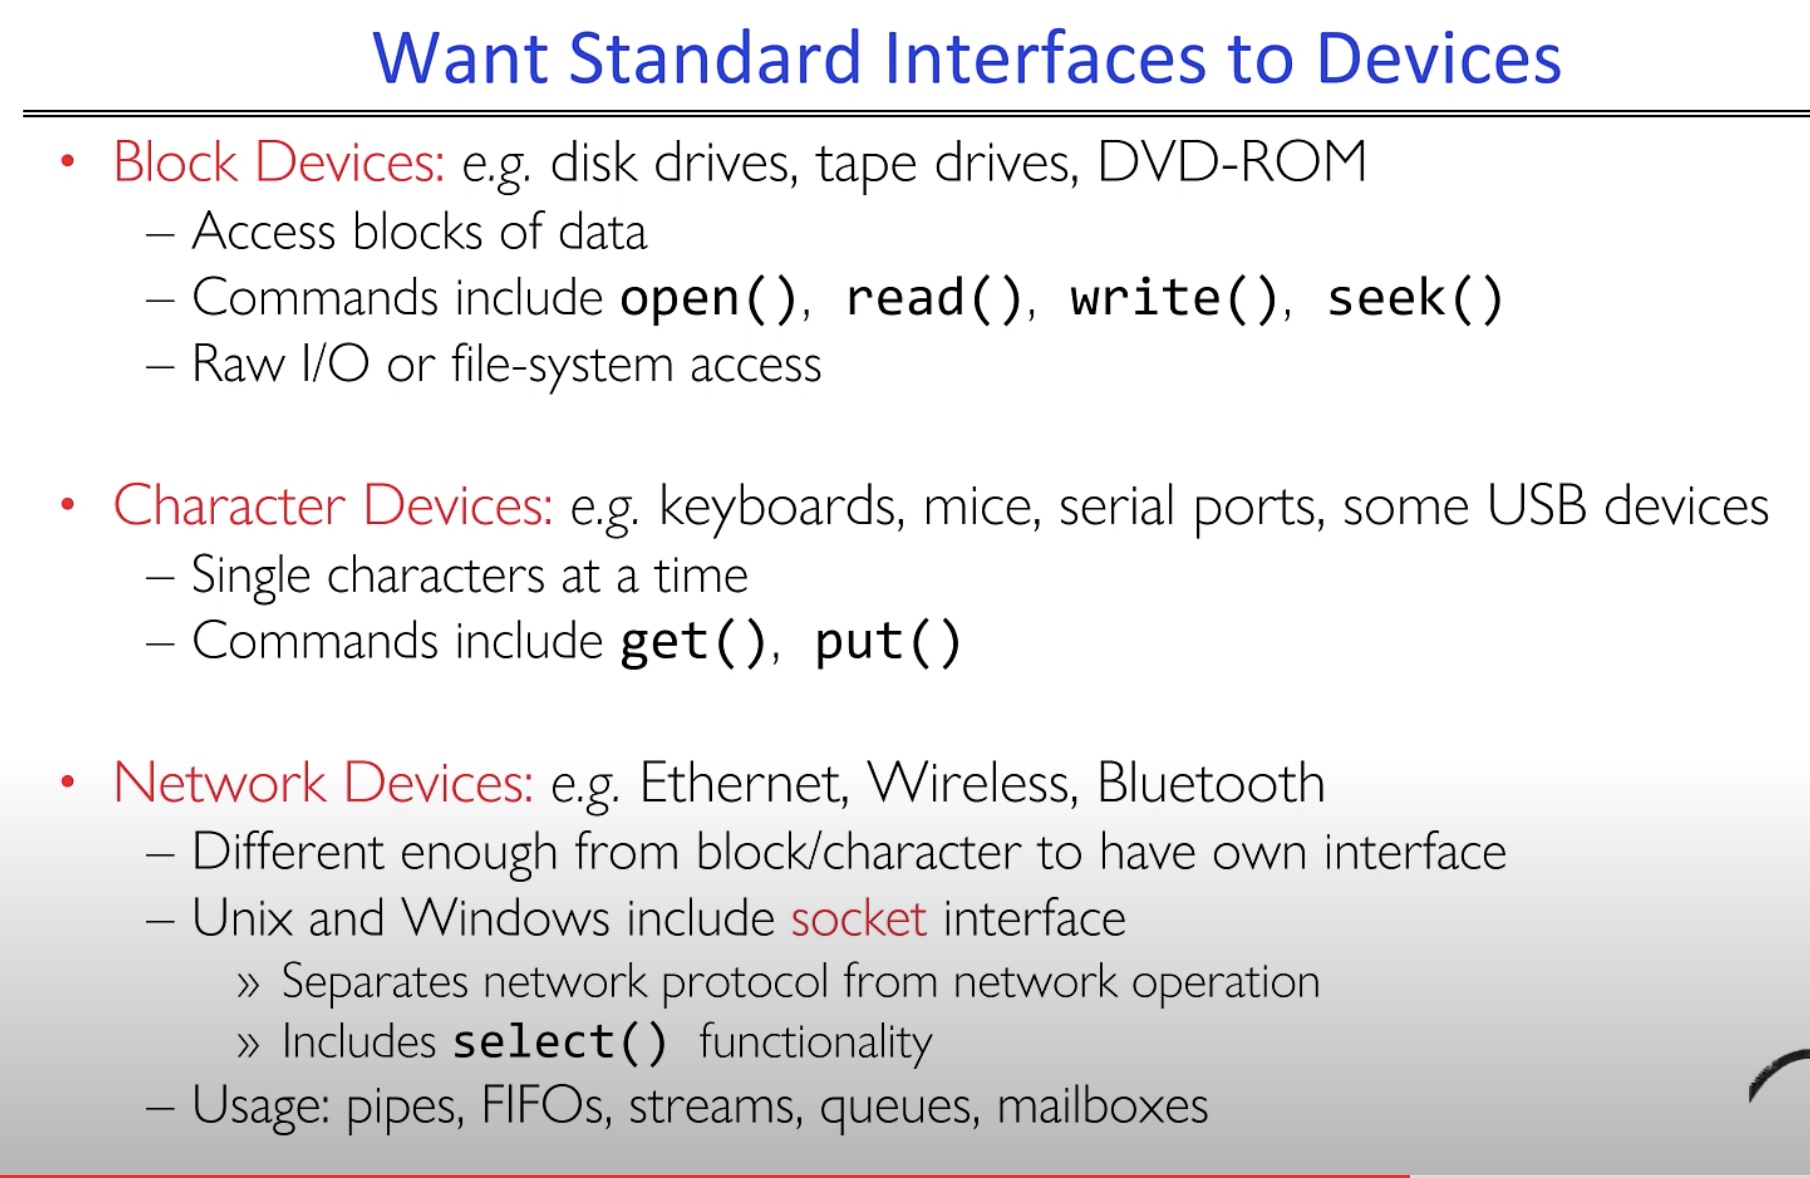 Want Standard Interfaces to Devices
• Block Devices: e.g. disk drives, tape drives, DVD-ROM
– Access blocks of data
– Commands include open(), read(), write(), seek()
– Raw I/O or file-system access
• Character Devices: e.g. keyboards, mice, serial ports, some USB devices
– Single characters at a time
– Commands include get(), put()
• Network Devices: e.g. Ethernet, Wireless, Bluetooth
– Different enough from block/character to have own interface
– Unix and Windows include socket interface
» Separates network protocol from network operation
» Includes select() functionality
– Usage: pipes, FIFOs, streams, queues, mailboxes